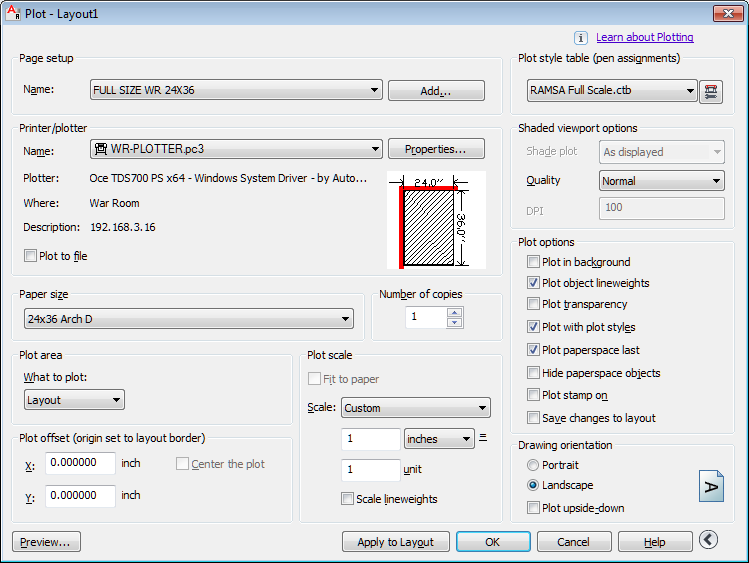 Plot - Layout1
Learn about Plotting
Page setup
Name:
FULL SIZE WR 24X36
Add...
Plot style table (pen assignments)
RAMSA Full Scale.ctb
Printer/plotter
Name:
WR-PLOTTER.pc3
Properties...
Plotter:
Oce TDS700 PS x64 - Windows System Driver - by Auto...
Where:
War Room
Description:
192.168.3.16
Plot to file
24.0''
36.0''
Shaded viewport options
Shade plot
As displayed
Quality
Normal
DPI
100
Paper size
24x36 Arch D
Number of copies
1
Plot options
Plot in background
Plot object lineweights
Plot transparency
Plot with plot styles
Plot paperspace last
Hide paperspace objects
Plot stamp on
Save changes to layout
Plot area
What to plot:
Layout
Plot scale
Fit to paper
Scale:
Custom
1
inches
=
1
unit
Scale lineweights
Plot offset (origin set to layout border)
X:
0.000000
inch
Center the plot
Y:
0.000000
inch
Drawing orientation
Portrait
Landscape
Plot upside-down
A
Preview...
Apply to Layout
OK
Cancel
Help